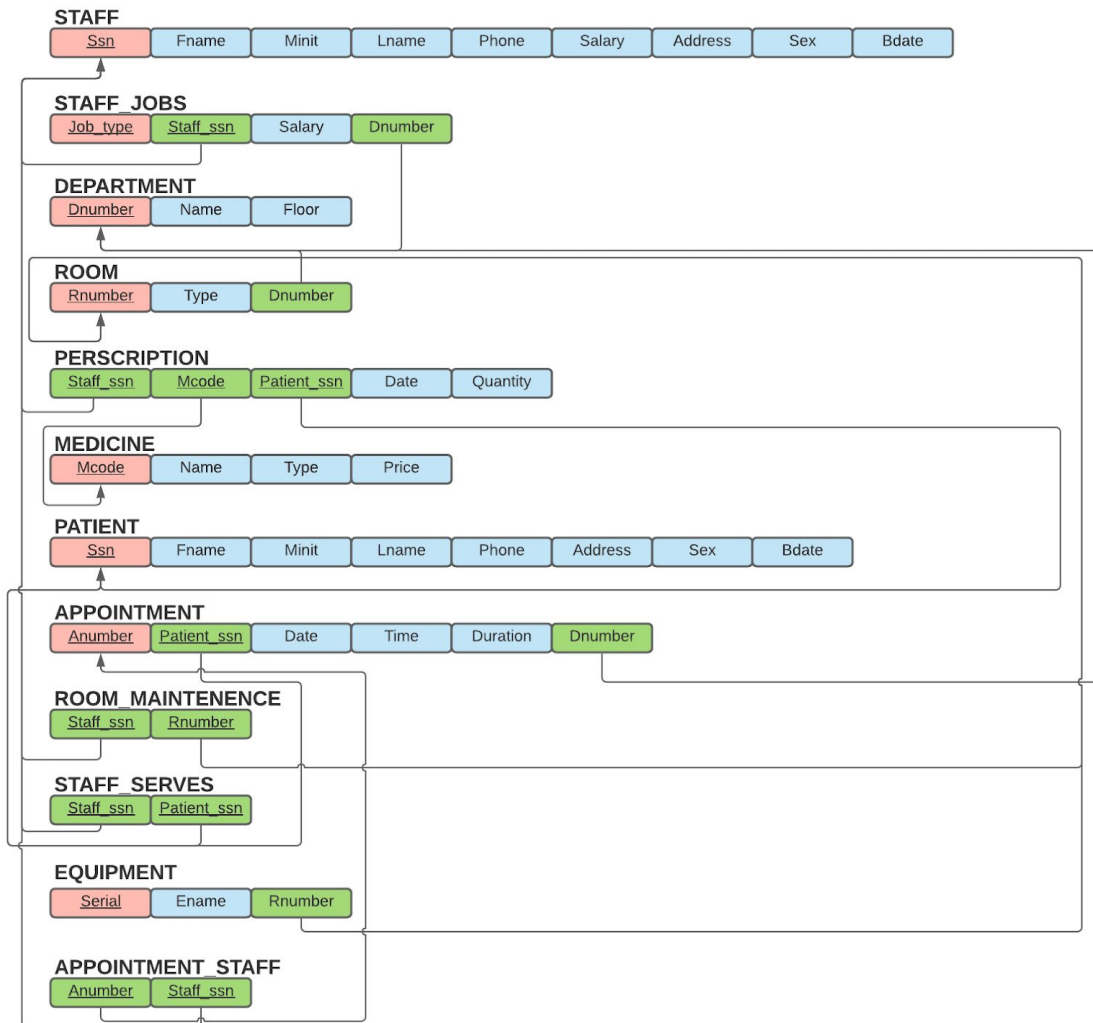 STAFF
Ssn Fname Minit Lname Phone Salary Address Sex Bdate
STAFF_JOBS
Job_type Staff_ssn Salary Dnumber
DEPARTMENT
Dnumber Name Floor
ROOM
Rnumber Type Dnumber
PERSCRIPTION
Staff_ssn Mcode Patient_ssn Date Quantity
MEDICINE
Mcode Name Type Price
PATIENT
Ssn Fname Minit Lname Phone Address Sex Bdate
APPOINTMENT
Anumber Patient_ssn Date Time Duration Dnumber
ROOM_MAINTENENCE
Staff_ssn Rnumber
STAFF_SERVES
Staff_ssn Patient_ssn
EQUIPMENT
Serial Ename Rnumber
APPOINTMENT_STAFF
Anumber Staff_ssn